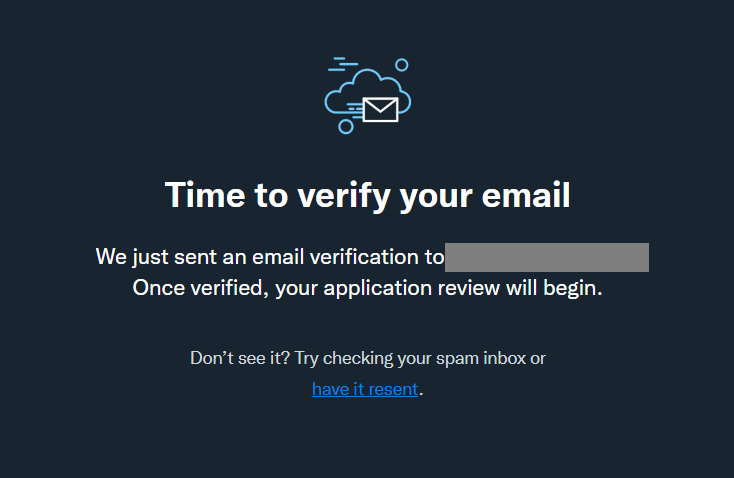 Time to verify your email
We just sent an email verification to
Once verified, your application review will begin.
Don’t see it? Try checking your spam inbox or
have it resent.